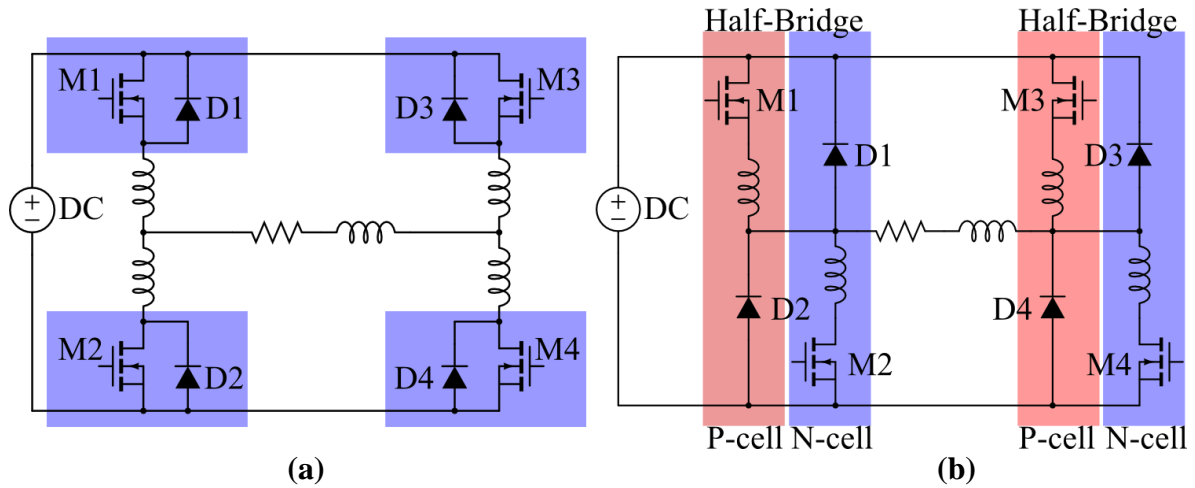 Half-Bridge
Half-Bridge
M1
D1
D3
M3
DC
M2
D2
D4
M4
(a)
M1
M3
D1
D3
DC
D2
D4
M2
M4
P-cell
N-cell
P-cell
N-cell
(b)